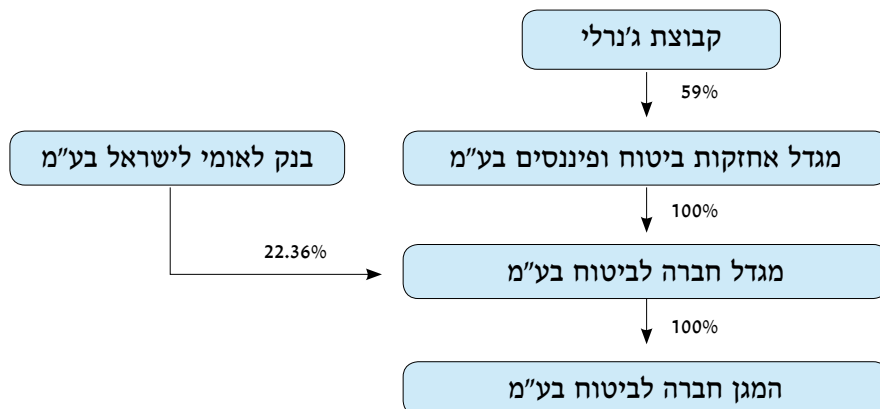 קבוצת ג'נרלי
59%
מגדל אחזקות ביטוח ופיננסים בע"מ
בנק לאומי לישראל בע"מ
100%
22.36%
מגדל חברה לביטוח בע"מ
100%
המגן חברה לביטוח בע"מ